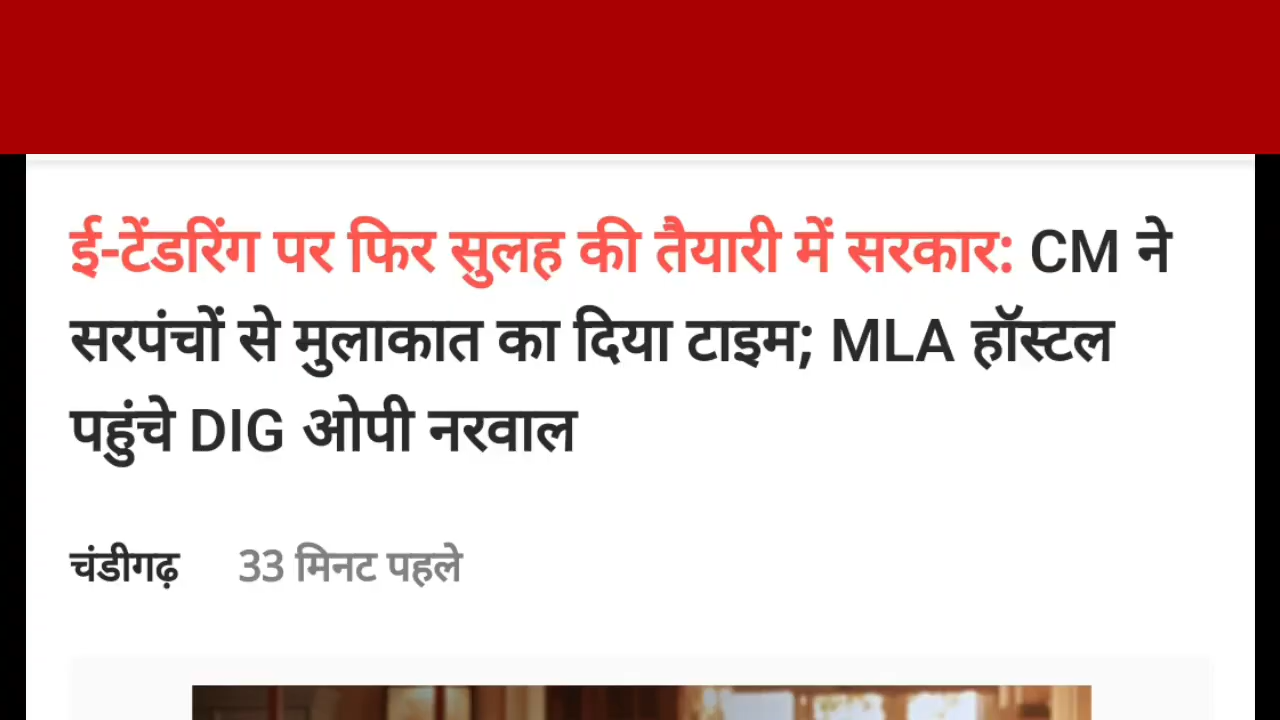 ई-टेंडरिंग पर फिर सुलह की तैयारी में सरकार: CM ने
सरपंचों से मुलाकात का दिया टाइम; MLA हॉस्टल
पहुंचे DIG ओपी नरवाल
चंडीगढ़ 33 मिनट पहले